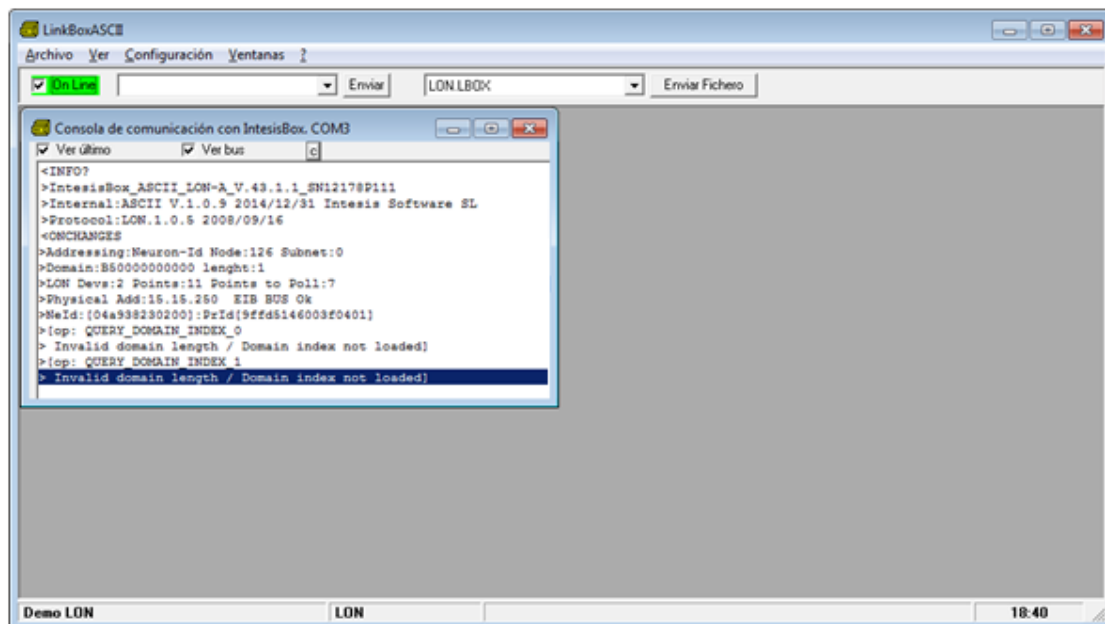 LinkBoxASCII
Archivo Ver Configuración Ventanas ?
On Line Enviar LON.LBOX Enviar Fichero
Consola de comunicación con IntesisBox. COM3
Ver último Ver bus c
<INFO?
>IntesisBox_ASCII_LON-A_V.43.1.1_SN12178P111
>Internal:ASCII V.1.0.9 2014/12/31 Intesis Software SL
>Protocol:LON.1.0.5 2008/09/16
<ONCHANGES
>Addressing:Neuron-Id Node:126 Subnet:0
>Domain:B50000000000 lenght:1
>LON Devs:2 Points:11 Points to Poll:7
>Physical Add:15.15.250 EIB BUS Ok
>NeId:[04a938230200]:PrId[9ffd5146003f0401]
>[op: QUERY_DOMAIN_INDEX_0
> Invalid domain length / Domain index not loaded]
>[op: QUERY_DOMAIN_INDEX_1
> Invalid domain length / Domain index not loaded]
Demo LON LON 18:40